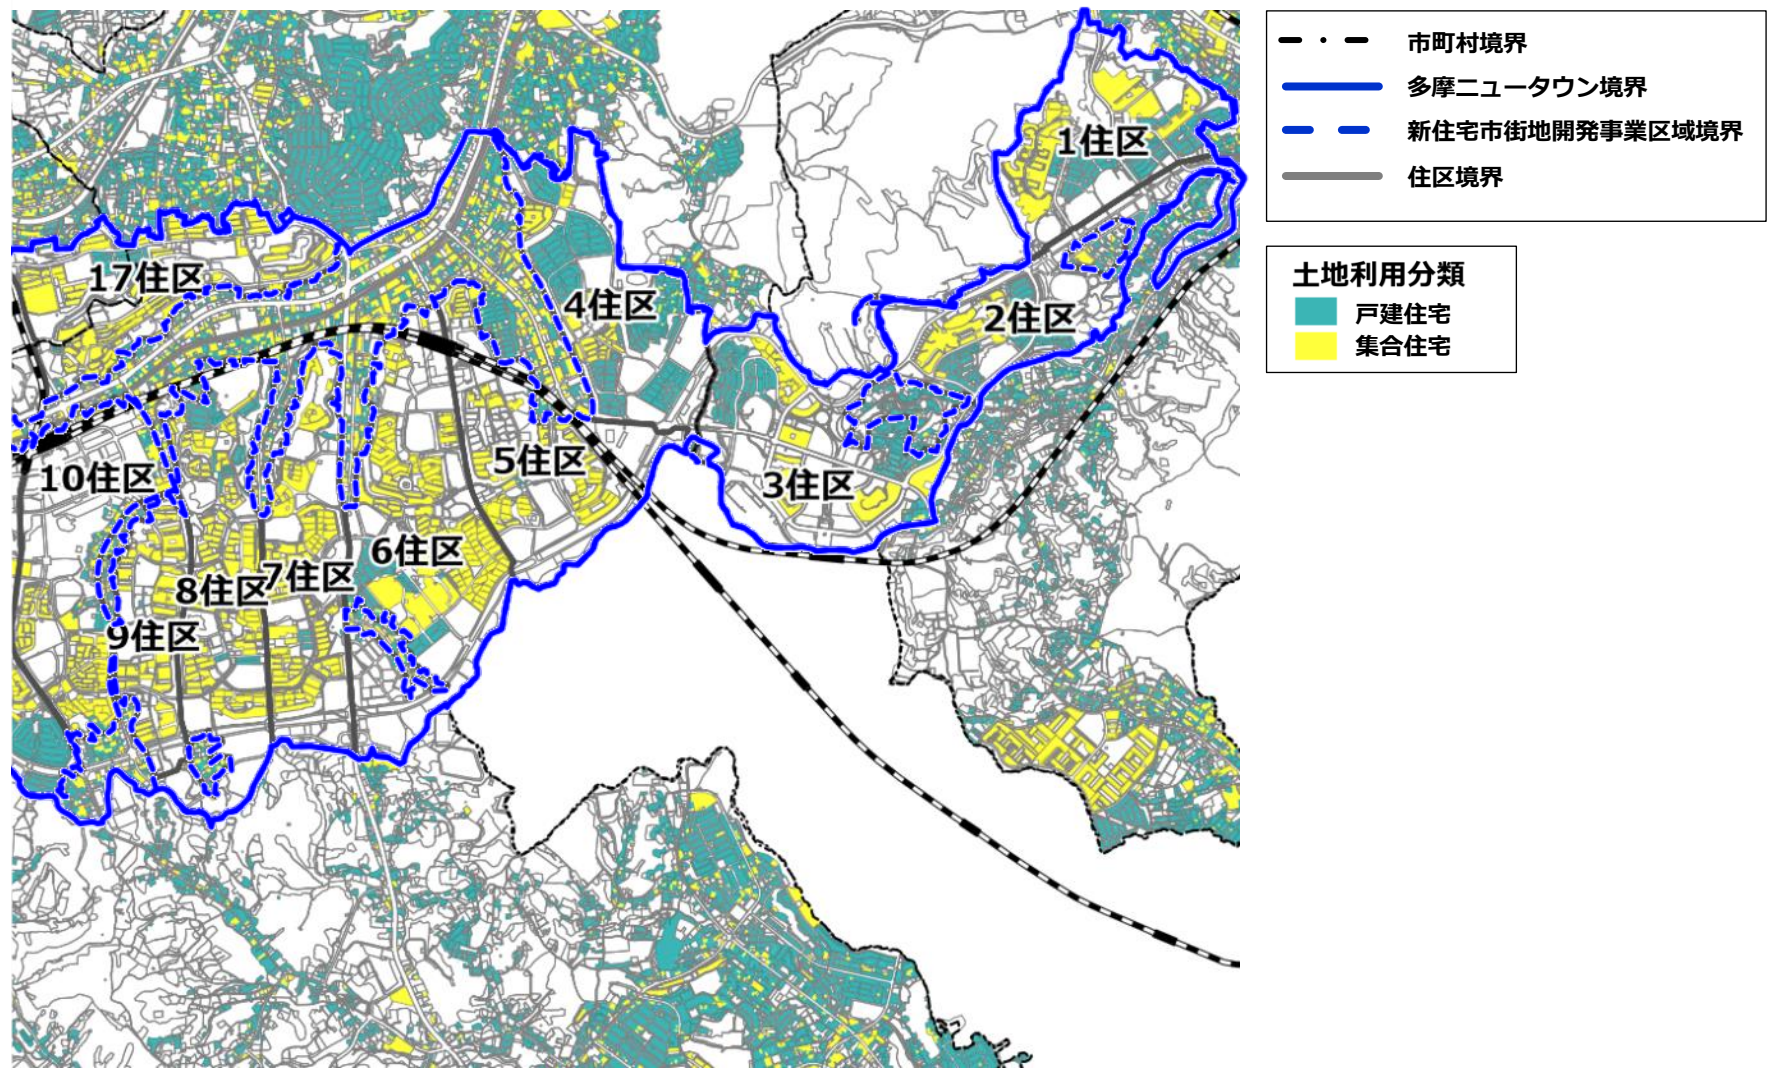 市町村境界
多摩ニュータウン境界
新住宅市街地開発事業区域境界
住区境界
土地利用分類
戸建住宅
集合住宅
1住区
17住区
4住区
2住区
10住区
5住区
3住区
6住区
8住区
7住区
9住区